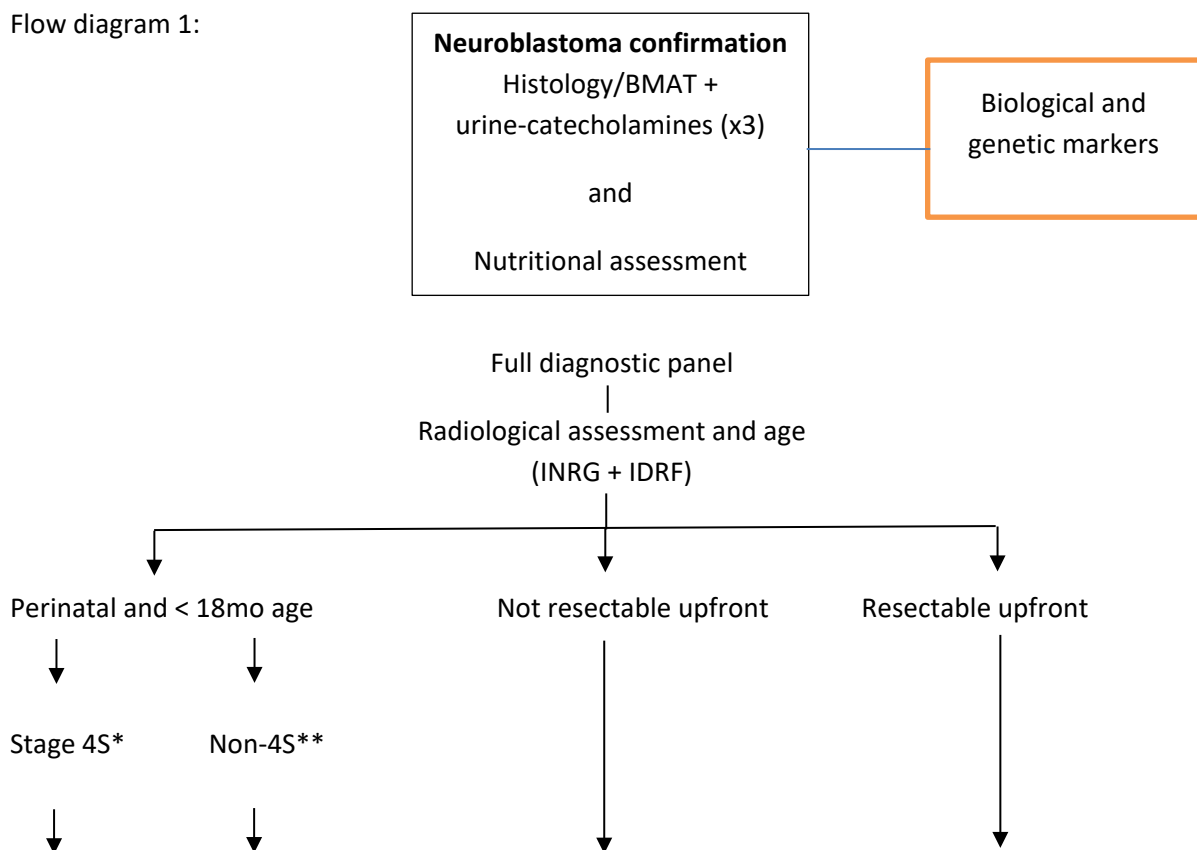 Flow diagram 1:
Neuroblastoma confirmation
Histology/BMAT +
urine-catecholamines (x3)
and
Nutritional assessment
Biological and
genetic markers
Full diagnostic panel
Radiological assessment and age
(INRG + IDRF)
Perinatal and < 18mo age
Not resectable upfront
Resectable upfront
Stage 4S*
Non-4S**